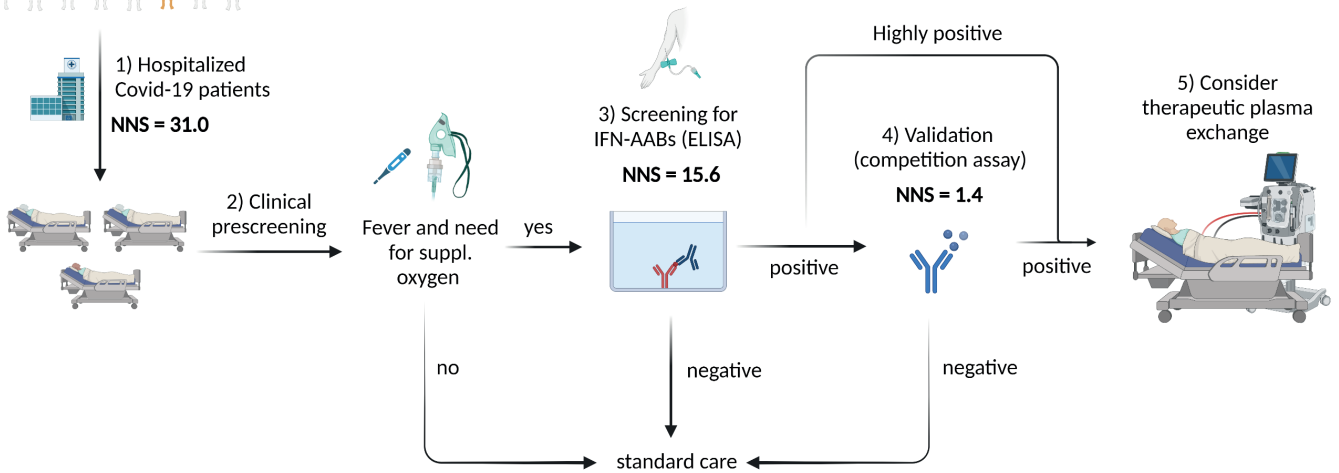 1) Hospitalized
Covid-19 patients
NNS = 31.0
2) Clinical
prescreening
Fever and need
for suppl.
oxygen
yes
no
3) Screening for
IFN-AABs (ELISA)
NNS = 15.6
positive
negative
Highly positive
4) Validation
(competition assay)
NNS = 1.4
positive
negative
5) Consider
therapeutic plasma
exchange
standard care